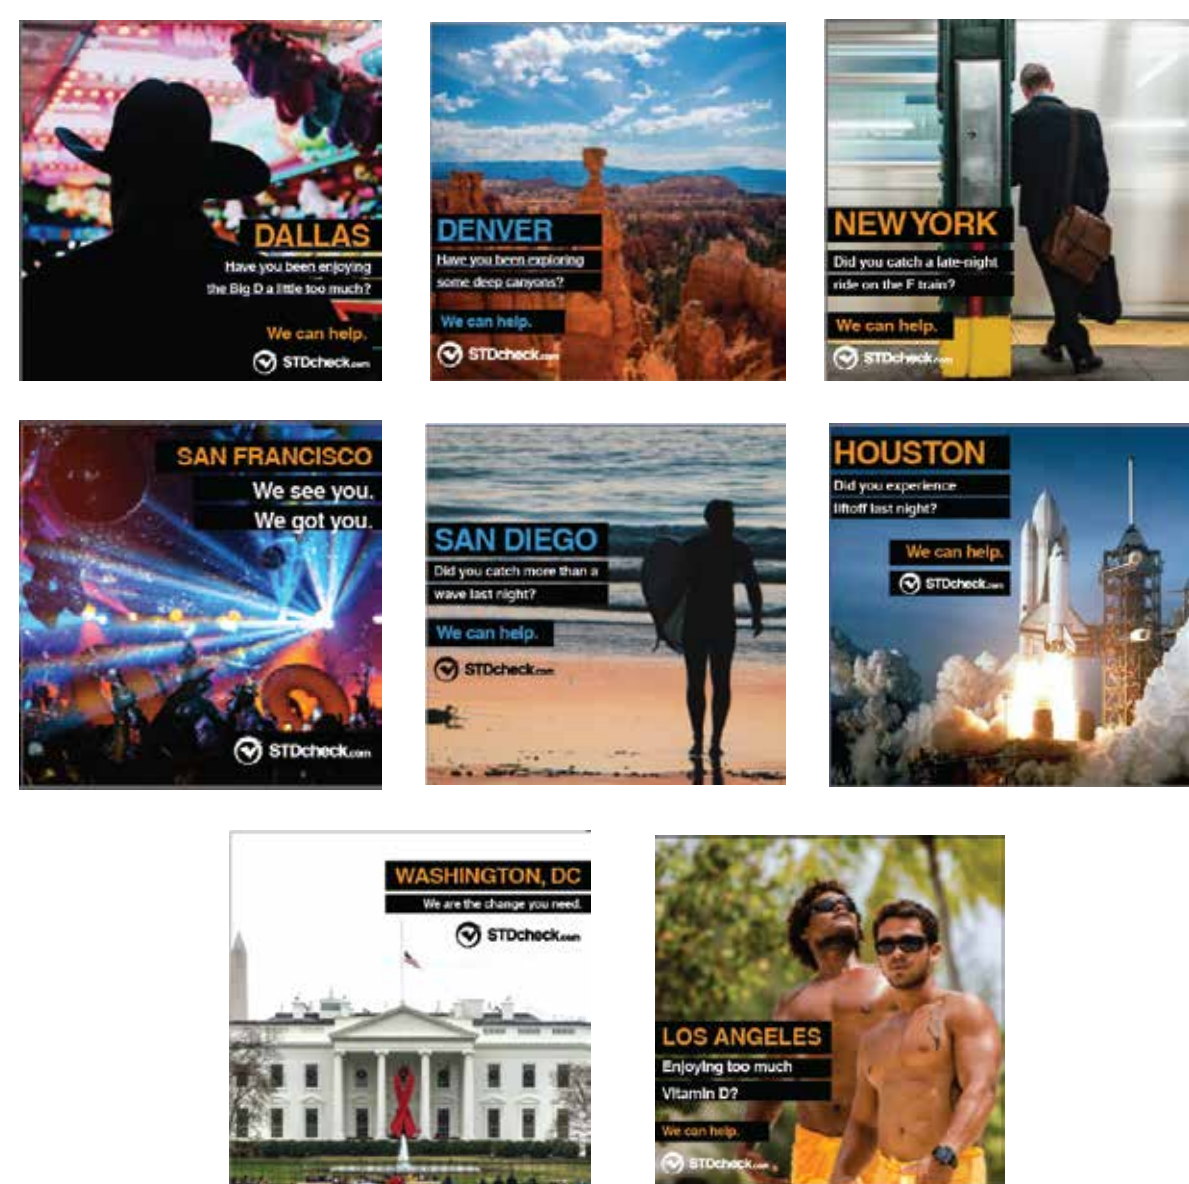 DALLAS
Have you been enjoying
the Big D a little too much?
We can help.
STDcheck.com
DENVER
Have you been exploring
some deep canyons?
We can help.
STDcheck.com
NEW YORK
Did you catch a late-night
ride on the F train?
We can help.
STDcheck.com
SAN FRANCISCO
We see you.
We got you.
STDcheck.com
SAN DIEGO
Did you catch more than a
wave last night?
We can help.
STDcheck.com
HOUSTON
Did you experience
liftoff last night?
We can help.
STDcheck.com
WASHINGTON, DC
We are the change you need.
STDcheck.com
LOS ANGELES
Enjoying too much
Vitamin D?
We can help.
STDcheck.com